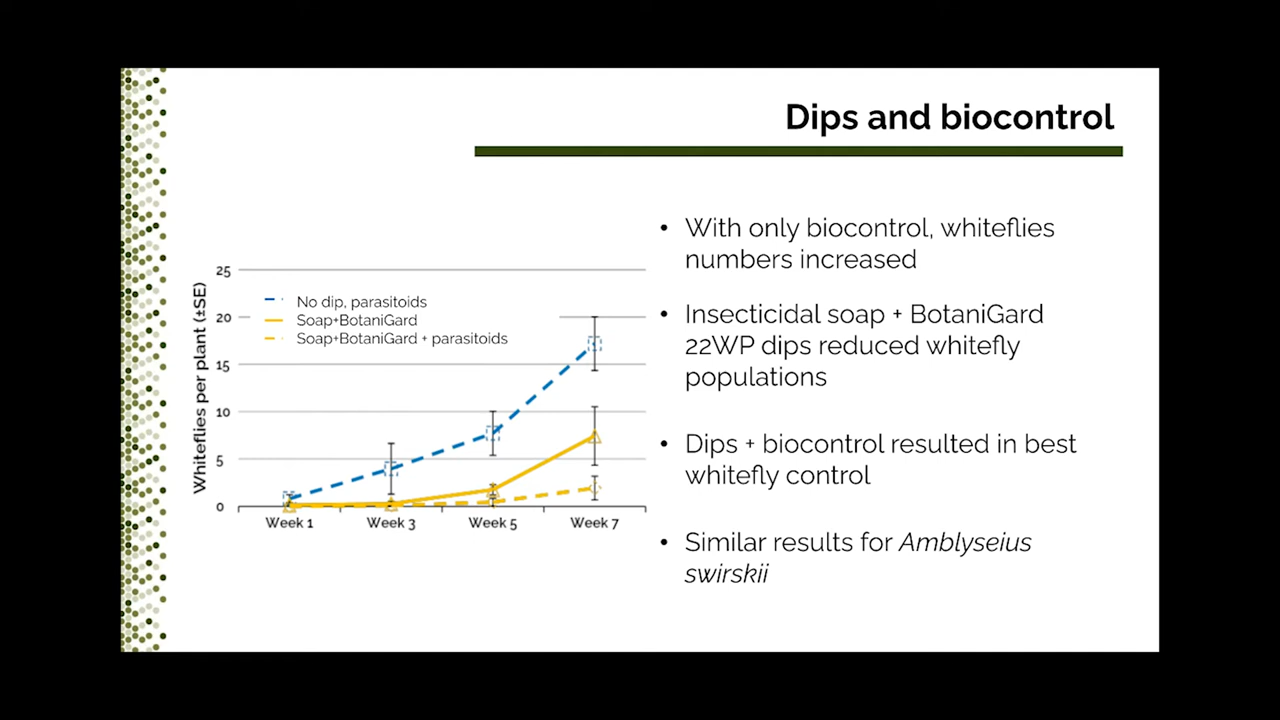 Dips and biocontrol
25
20
15
10
5
0
Whiteflies per plant (±SE)
No dip, parasitoids
Soap+BotaniGard
Soap+BotaniGard + parasitoids
Week 1
Week 3
Week 5
Week 7
• With only biocontrol, whiteflies
numbers increased
• Insecticidal soap + BotaniGard
22WP dips reduced whitefly
populations
• Dips + biocontrol resulted in best
whitefly control
• Similar results for Amblyseius
swirskii